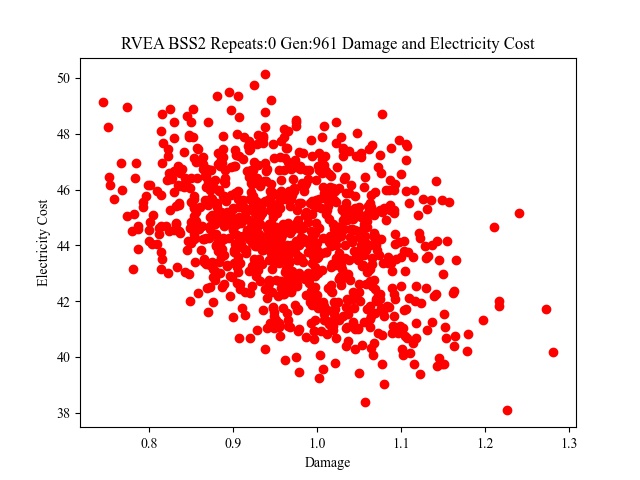 RVEA BSS2 Repeats:0 Gen:961 Damage and Electricity Cost
50
48
46
44
42
40
38
Electricity Cost
0.8 0.9 1.0 1.1 1.2 1.3
Damage